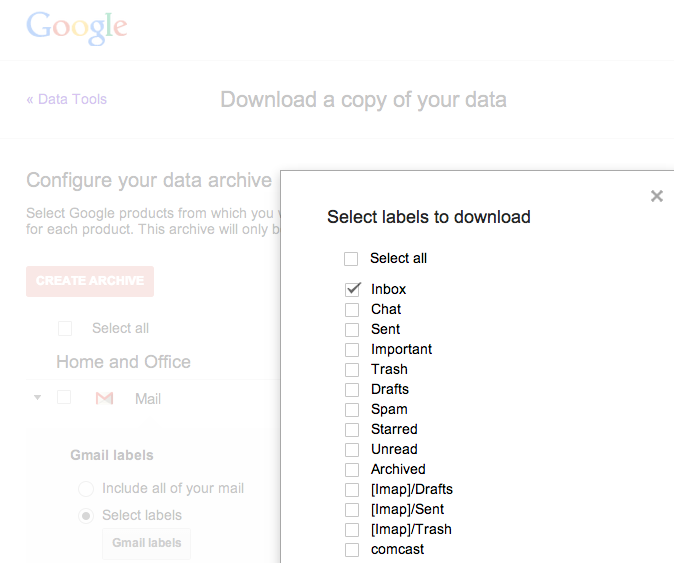 Google
« Data Tools
Download a copy of your data
Configure your data archive
Select Google products from which you
for each product. This archive will only
CREATE ARCHIVE
Select all
Home and Office
Mail
Gmail labels
Include all of your mail
Select labels
Gmail labels
Select labels to download
Select all
Inbox
Chat
Sent
Important
Trash
Drafts
Spam
Starred
Unread
Archived
[Imap]/Drafts
[Imap]/Sent
[Imap]/Trash
comcast